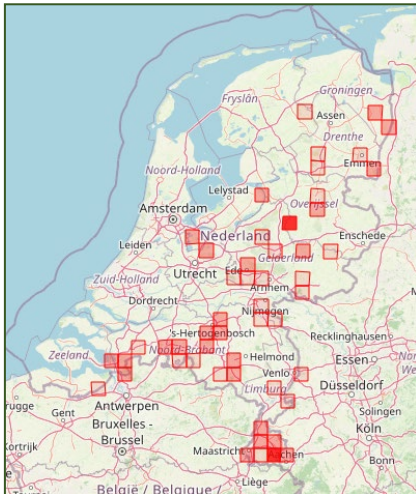 Groningen
Fryslân
Assen
Drenthe
Emmen
Noord-Holland
Lelystad
Overijssel
Amsterdam
Nederland
Enschede
Leiden
Gelderland
Utrecht
Ede
Zuid-Holland
Arnhem
Dordrecht
Nijmegen
's-Hertogenbosch
Recklinghausen
Noord-Brabant
Zeeland
Helmond
Essen
Venlo
Düsseldorf
Limburg
Antwerpen
Solingen
Gent
Bruxelles -
Brussel
Köln
Kortrijk
Maastricht
Aachen
Bonn
Liège
België / Belgique /